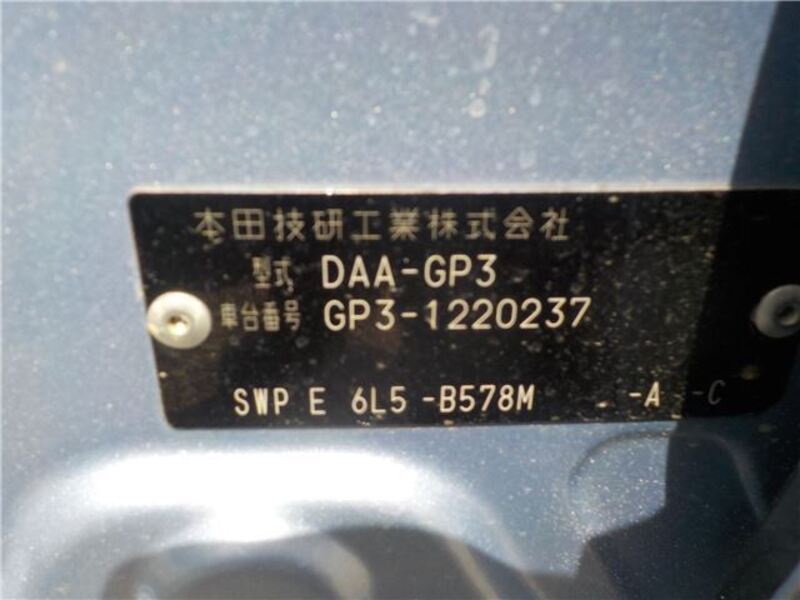 本田技研工業株式会社
型式 DAA-GP3
車台番号 GP3-1220237
SWP E 6L5 -B578M -A -C